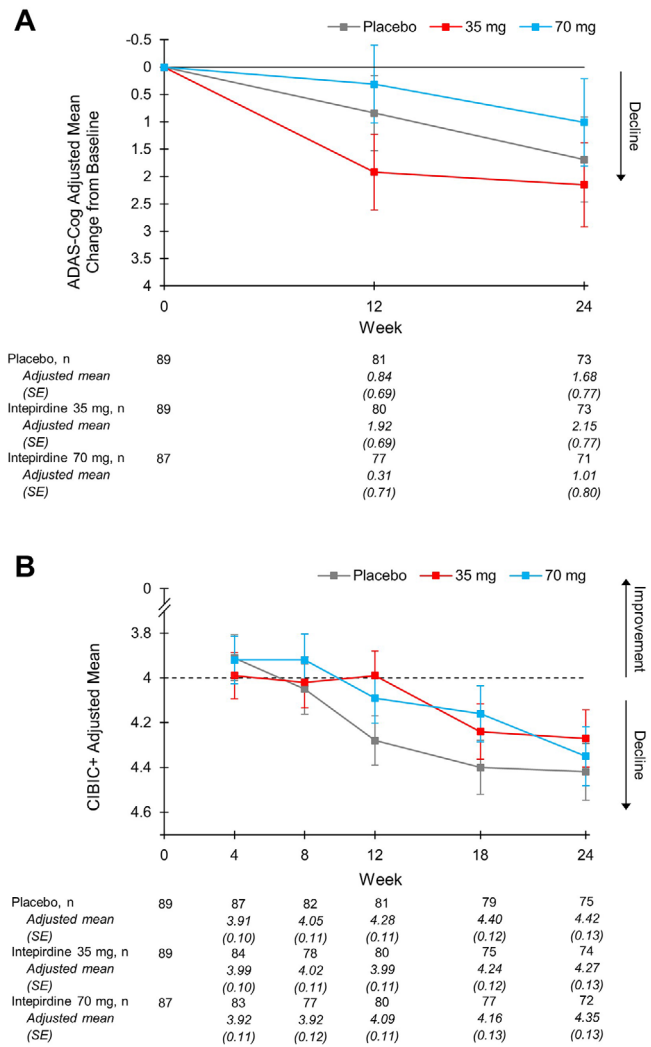 A
Placebo 35 mg 70 mg
-0.5
0
0.5
1
1.5
2
2.5
3
3.5
4
ADAS-Cog Adjusted Mean
Change from Baseline
Decline
0 12 24
Week
Placebo, n 89 81 73
Adjusted mean 0.84 1.68
(SE) (0.69) (0.77)
Intepirdine 35 mg, n 89 80 73
Adjusted mean 1.92 2.15
(SE) (0.69) (0.77)
Intepirdine 70 mg, n 87 77 71
Adjusted mean 0.31 1.01
(SE) (0.71) (0.80)
B
Placebo 35 mg 70 mg
0
3.8
4
4.2
4.4
4.6
CIBIC+ Adjusted Mean
Improvement
Decline
0 4 8 12 18 24
Week
Placebo, n 89 87 82 81 79 75
Adjusted mean 3.91 4.05 4.28 4.40 4.42
(SE) (0.10) (0.11) (0.11) (0.12) (0.13)
Intepirdine 35 mg, n 89 84 78 80 75 74
Adjusted mean 3.99 4.02 3.99 4.24 4.27
(SE) (0.10) (0.11) (0.11) (0.12) (0.13)
Intepirdine 70 mg, n 87 83 77 80 77 72
Adjusted mean 3.92 3.92 4.09 4.16 4.35
(SE) (0.11) (0.12) (0.11) (0.13) (0.13)